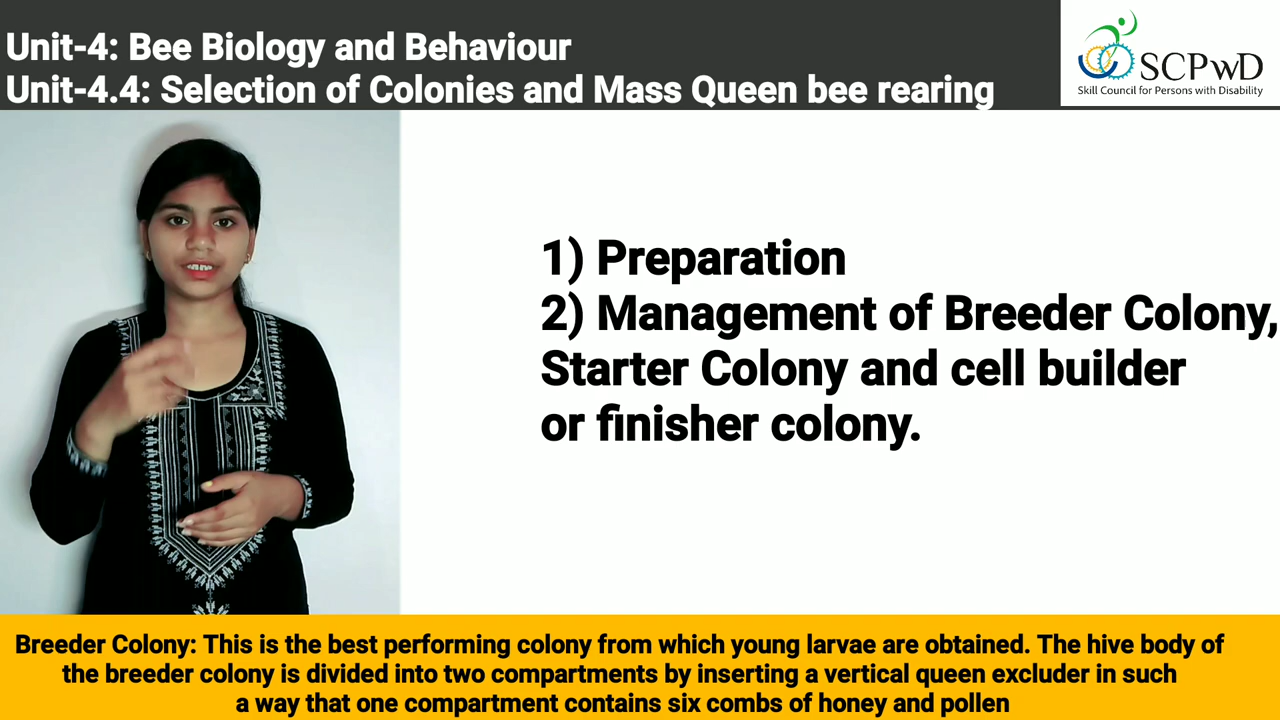 Unit-4: Bee Biology and Behaviour
Unit-4.4: Selection of Colonies and Mass Queen bee rearing
SCPwD
Skill Council for Persons with Disability
1) Preparation
2) Management of Breeder Colony,
Starter Colony and cell builder
or finisher colony.
Breeder Colony: This is the best performing colony from which young larvae are obtained. The hive body of
the breeder colony is divided into two compartments by inserting a vertical queen excluder in such
a way that one compartment contains six combs of honey and pollen